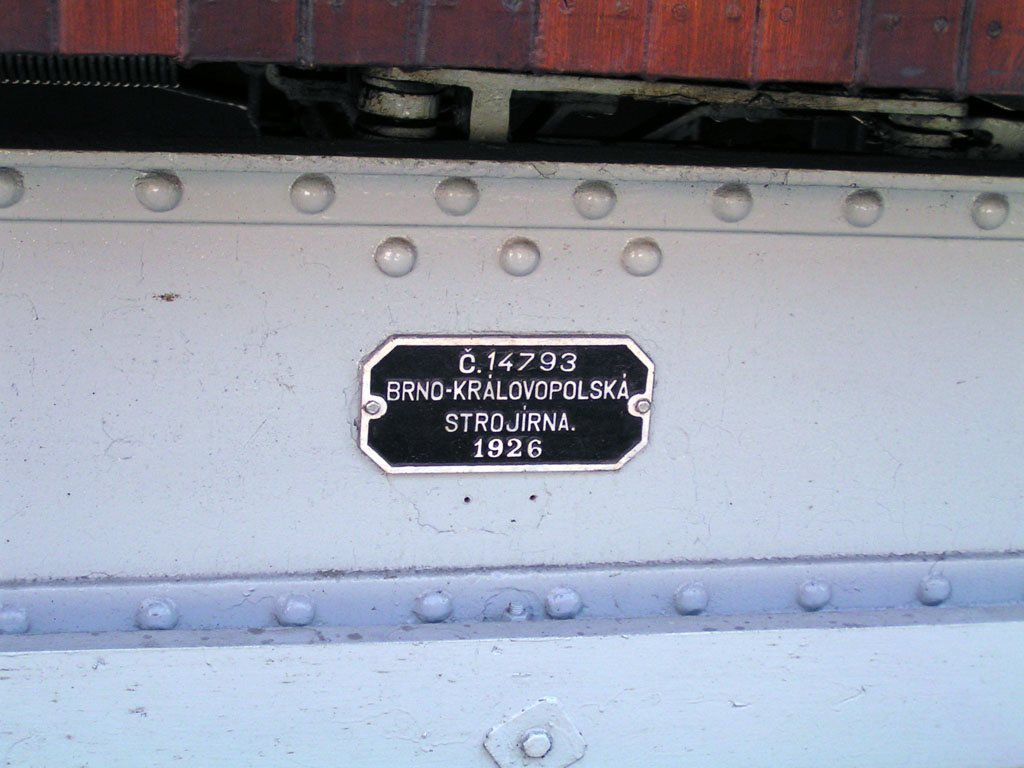 Č.14793
BRNO-KRÁLOVOPOLSKÁ
STROJÍRNA.
1926